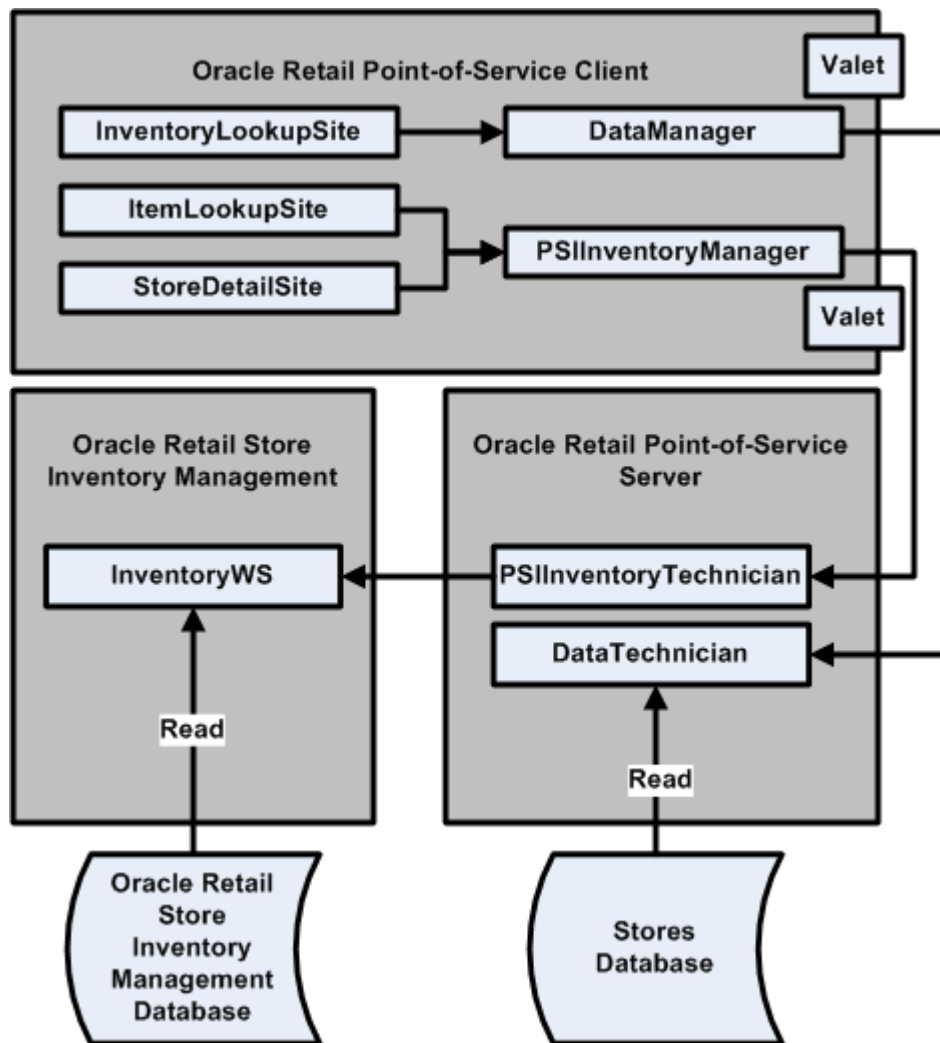 Valet
Oracle Retail Point-of-Service Client
InventoryLookupSite
DataManager
ItemLookupSite
PSIInventoryManager
StoreDetailSite
Valet
Oracle Retail Store
Inventory Management
Oracle Retail Point-of-Service
Server
InventoryWS
PSIInventoryTechnician
DataTechnician
Read
Read
Oracle Retail
Store
Inventory
Management
Database
Stores
Database